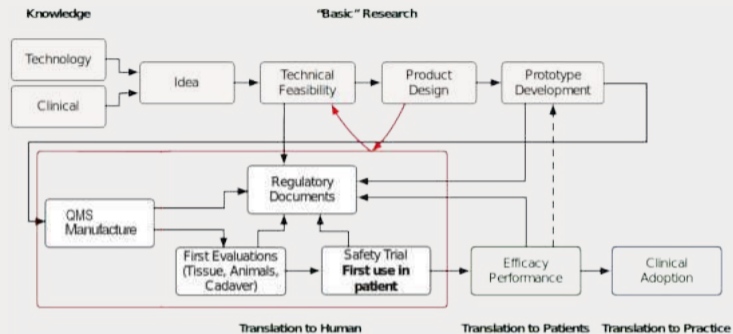 Knowledge
"Basic" Research
Technology
Clinical
Idea
Technical
Feasibility
Product
Design
Prototype
Development
Regulatory
Documents
QMS
Manufacture
First Evaluations
(Tissue, Animals,
Cadaver)
Safety Trial
First use in
patient
Efficacy
Performance
Clinical
Adoption
Translation to Human
Translation to Patients
Translation to Practice